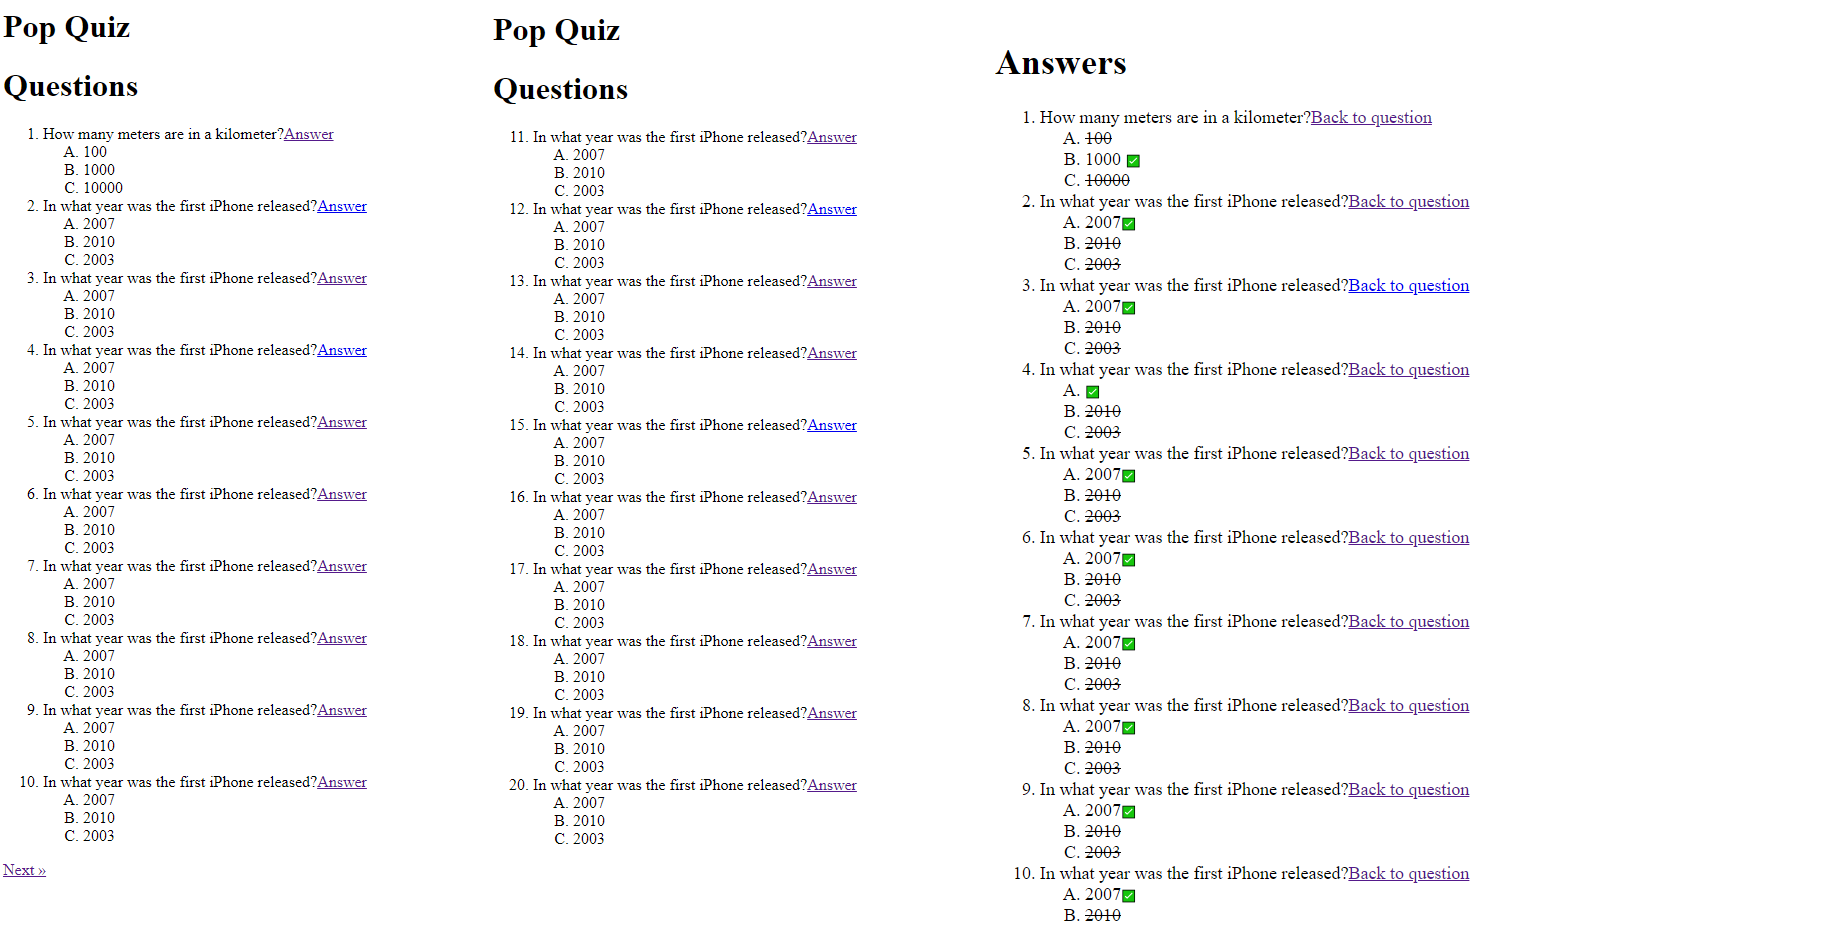 Pop Quiz
Questions
1. How many meters are in a kilometer?Answer
A. 100
B. 1000
C. 10000
2. In what year was the first iPhone released?Answer
A. 2007
B. 2010
C. 2003
3. In what year was the first iPhone released?Answer
A. 2007
B. 2010
C. 2003
4. In what year was the first iPhone released?Answer
A. 2007
B. 2010
C. 2003
5. In what year was the first iPhone released?Answer
A. 2007
B. 2010
C. 2003
6. In what year was the first iPhone released?Answer
A. 2007
B. 2010
C. 2003
7. In what year was the first iPhone released?Answer
A. 2007
B. 2010
C. 2003
8. In what year was the first iPhone released?Answer
A. 2007
B. 2010
C. 2003
9. In what year was the first iPhone released?Answer
A. 2007
B. 2010
C. 2003
10. In what year was the first iPhone released?Answer
A. 2007
B. 2010
C. 2003
Next »
Pop Quiz
Questions
11. In what year was the first iPhone released?Answer
A. 2007
B. 2010
C. 2003
12. In what year was the first iPhone released?Answer
A. 2007
B. 2010
C. 2003
13. In what year was the first iPhone released?Answer
A. 2007
B. 2010
C. 2003
14. In what year was the first iPhone released?Answer
A. 2007
B. 2010
C. 2003
15. In what year was the first iPhone released?Answer
A. 2007
B. 2010
C. 2003
16. In what year was the first iPhone released?Answer
A. 2007
B. 2010
C. 2003
17. In what year was the first iPhone released?Answer
A. 2007
B. 2010
C. 2003
18. In what year was the first iPhone released?Answer
A. 2007
B. 2010
C. 2003
19. In what year was the first iPhone released?Answer
A. 2007
B. 2010
C. 2003
20. In what year was the first iPhone released?Answer
A. 2007
B. 2010
C. 2003
Answers
1. How many meters are in a kilometer?Back to question
A. 100
B. 1000 ✅
C. 10000
2. In what year was the first iPhone released?Back to question
A. 2007✅
B. 2010
C. 2003
3. In what year was the first iPhone released?Back to question
A. 2007✅
B. 2010
C. 2003
4. In what year was the first iPhone released?Back to question
A. ✅
B. 2010
C. 2003
5. In what year was the first iPhone released?Back to question
A. 2007✅
B. 2010
C. 2003
6. In what year was the first iPhone released?Back to question
A. 2007✅
B. 2010
C. 2003
7. In what year was the first iPhone released?Back to question
A. 2007✅
B. 2010
C. 2003
8. In what year was the first iPhone released?Back to question
A. 2007✅
B. 2010
C. 2003
9. In what year was the first iPhone released?Back to question
A. 2007✅
B. 2010
C. 2003
10. In what year was the first iPhone released?Back to question
A. 2007✅
B. 2010